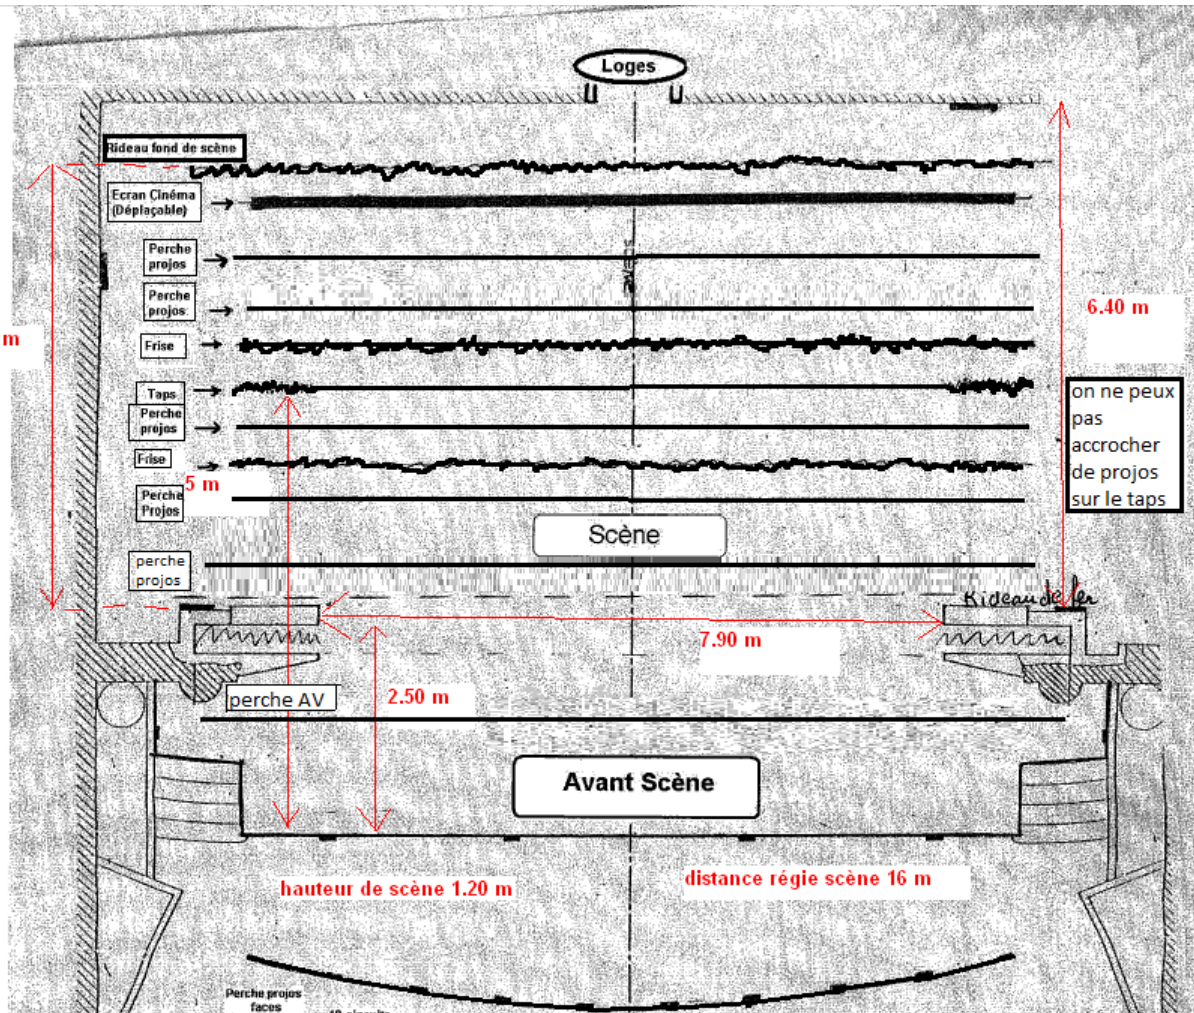 Loges
Rideau fond de scène
Ecran Cinéma
(Déplaçable)
Perche
projos
SCENE
Perche
projos
6.40 m
m
Frise
Taps
on ne peux
pas
accrocher
de projos
sur le taps
Perche
projos
Frise
5 m
Perche
Projos
Scène
perche
projos
Rideau de fer
7.90 m
perche AV
2.50 m
Avant Scène
hauteur de scène 1.20 m
distance régie scène 16 m
Perche projos
faces